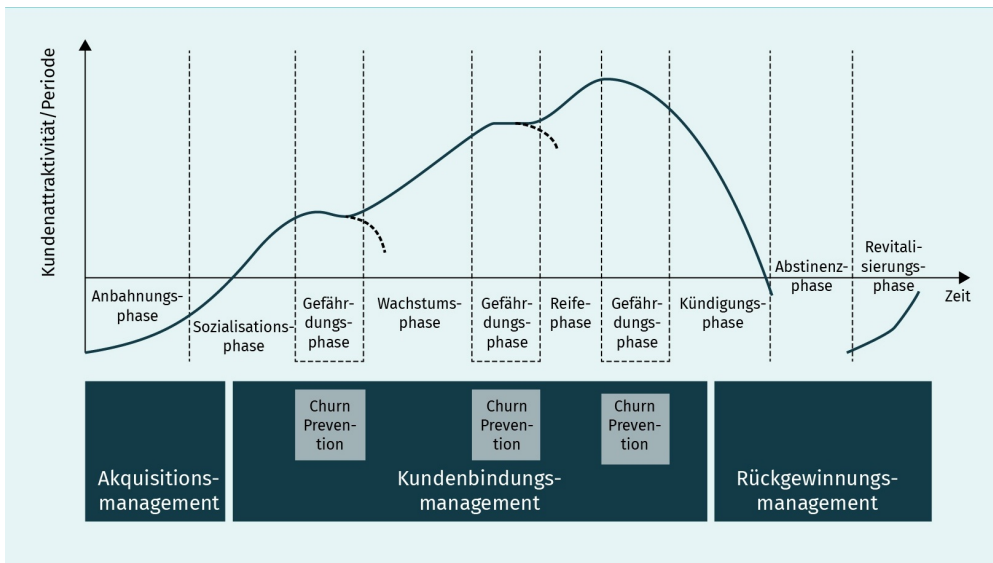 Kundenattraktivität/Periode
Anbahnungs-
phase
Sozialisations-
phase
Gefähr-
dungs-
phase
Wachstums-
phase
Gefähr-
dungs-
phase
Reife-
phase
Gefähr-
dungs-
phase
Kündigungs-
phase
Abstinenz-
phase
Revitali-
sierungs-
phase
Zeit
Churn
Preven-
tion
Churn
Preven-
tion
Churn
Preven-
tion
Akquisitions-
management
Kundenbindungs-
management
Rückgewinnungs-
management